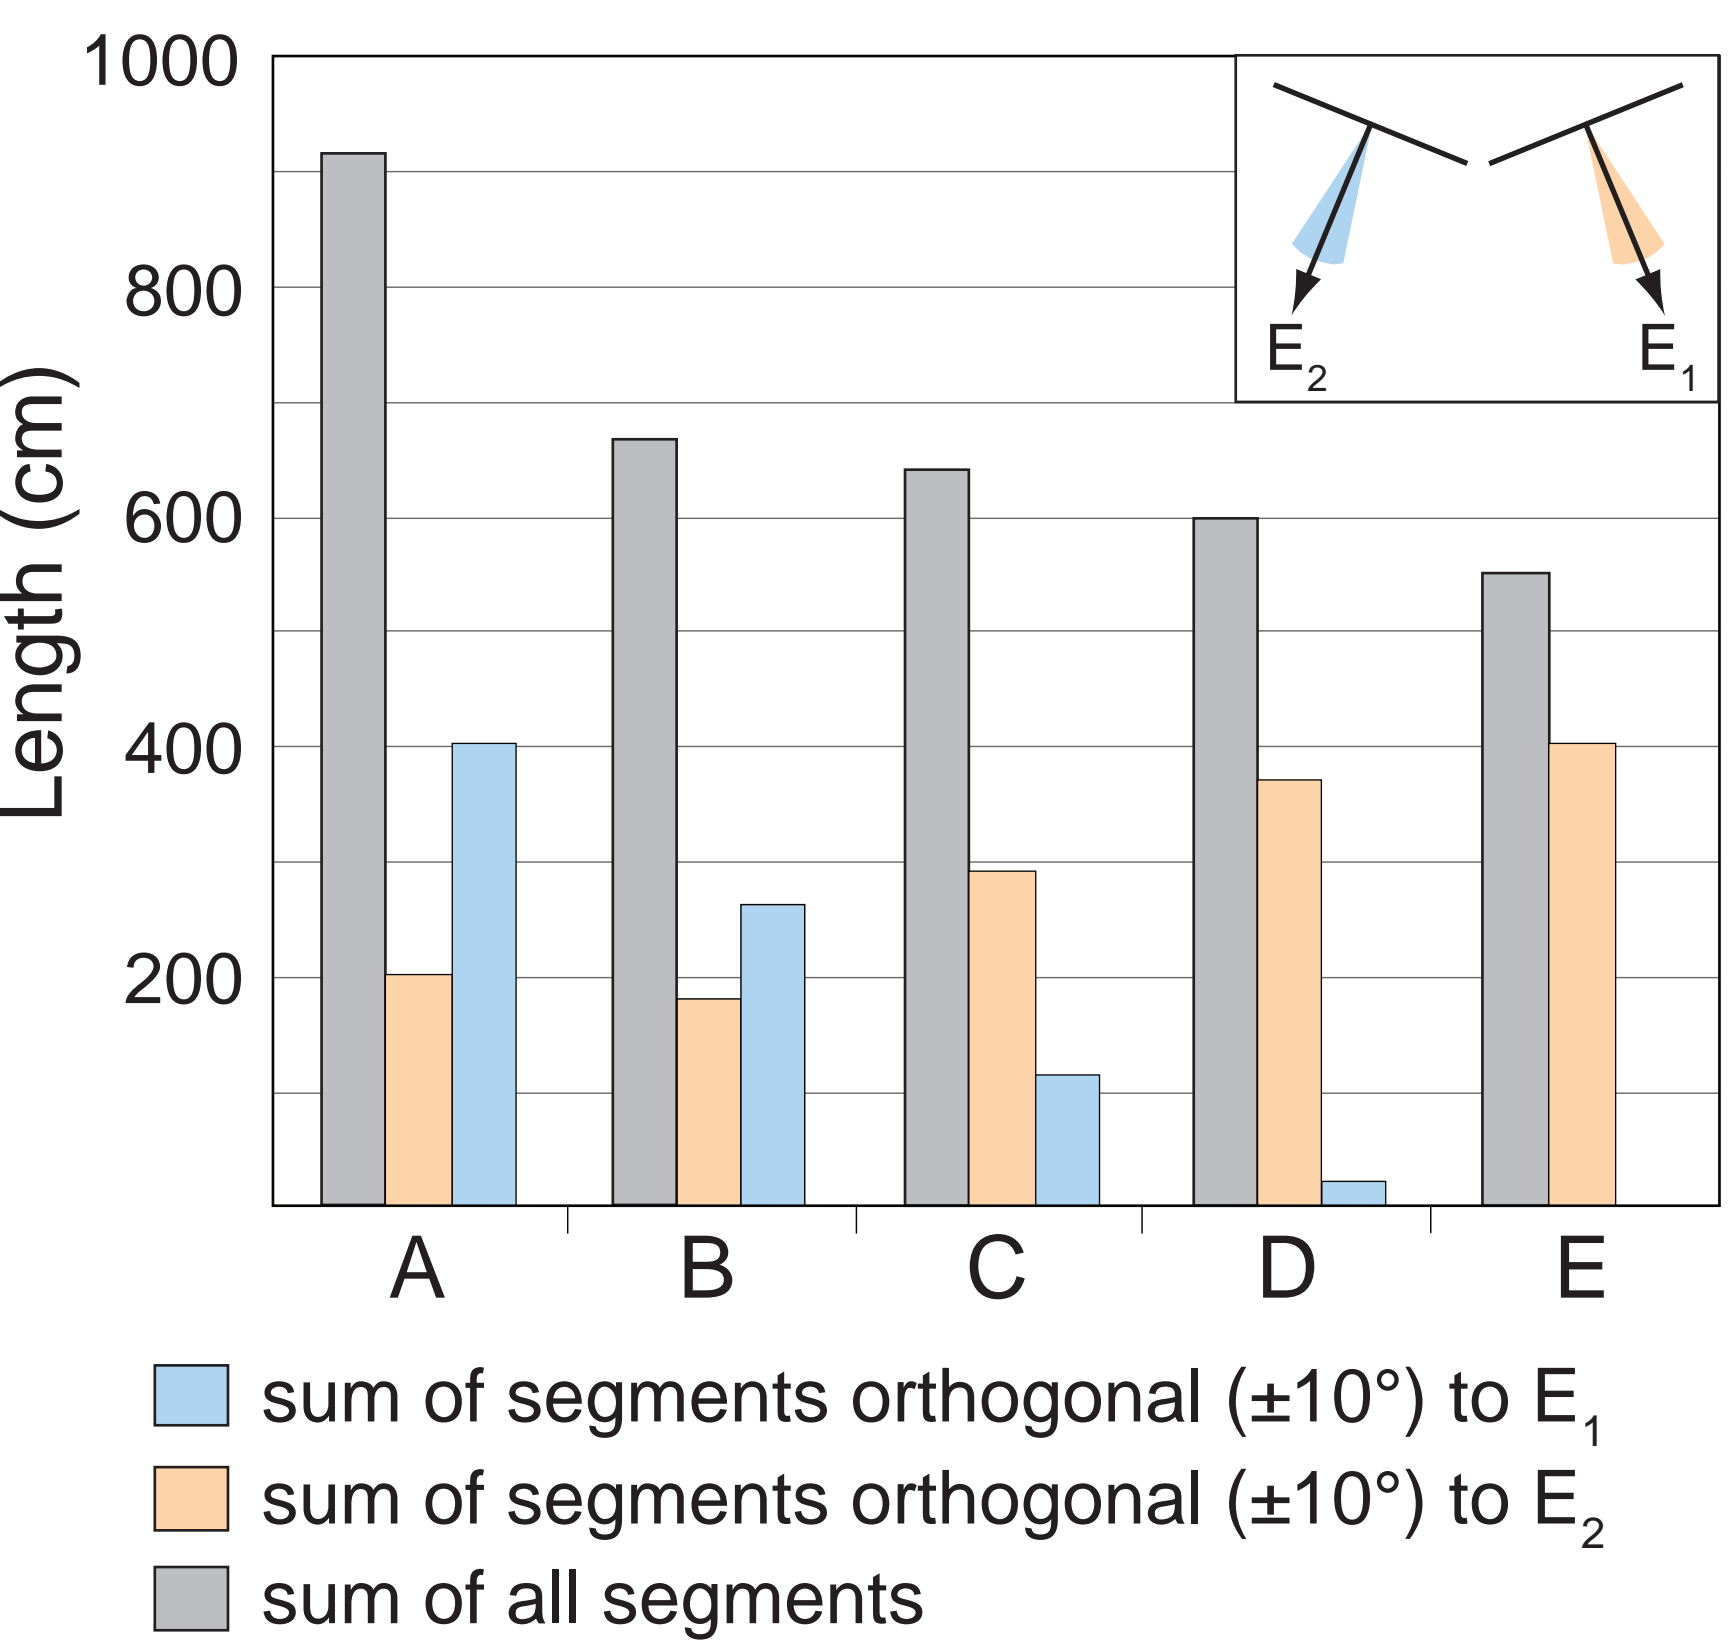 1000
800
600
400
200
Length (cm)
E2
E1
A B C D E
sum of segments orthogonal (±10°) to E1
sum of segments orthogonal (±10°) to E2
sum of all segments